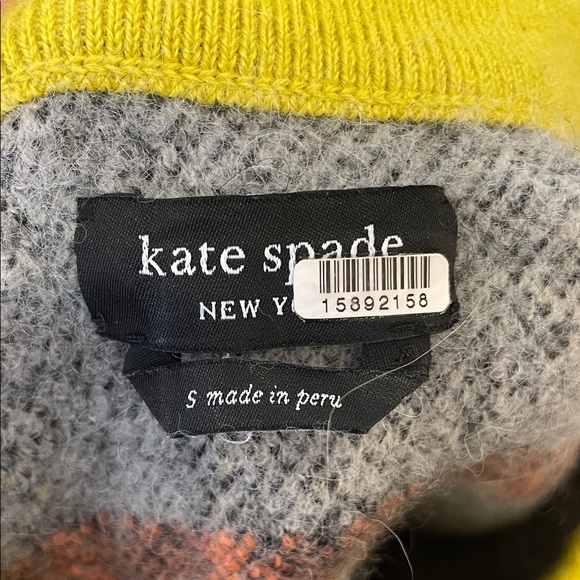 kate spade
NEW YO
15892158
S made in peru